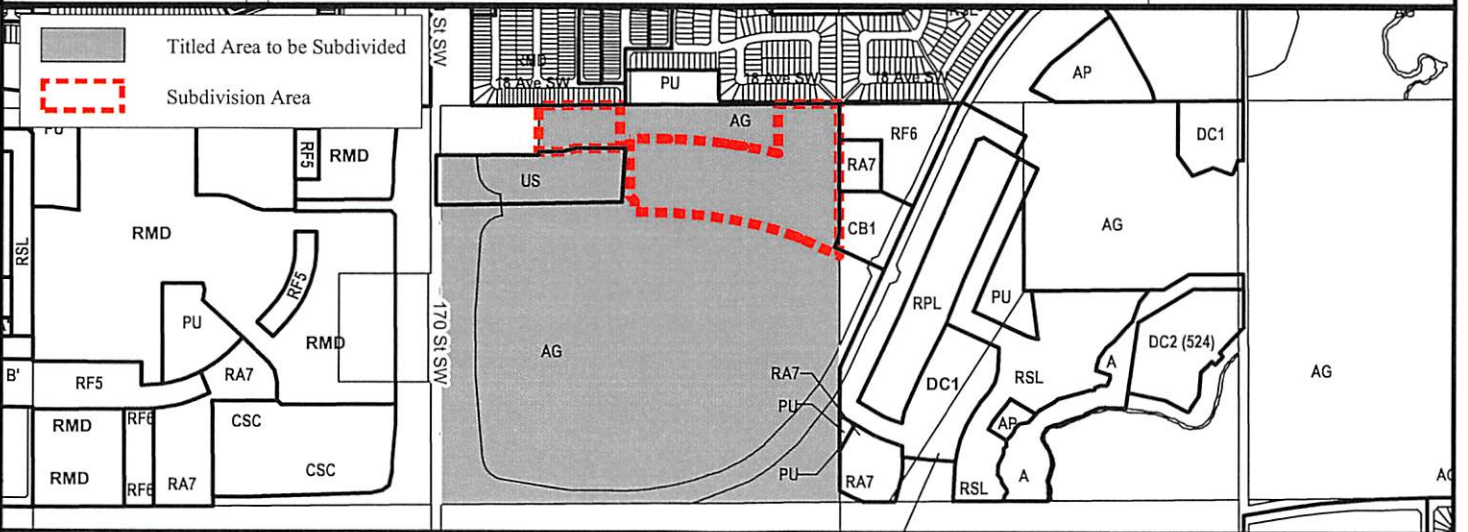 Titled Area to be Subdivided
Subdivision Area
St SW
RMD
18 Ave SW
PU
18 Ave SW
18 Ave SW
RSL
AP
AG
PU
RF5
RMD
AG
RF6
DC1
RA7
US
RSL
RMD
CB1
AG
RF5
PU
RMD
170 St SW
RPL
PU
DC2 (524)
AG
B'
RF5
RA7
RA7
DC1
RSL
A
AG
PU
RMD
RF6
CSC
AP
RMD
RF6
RA7
CSC
PU
RA7
RSL
A